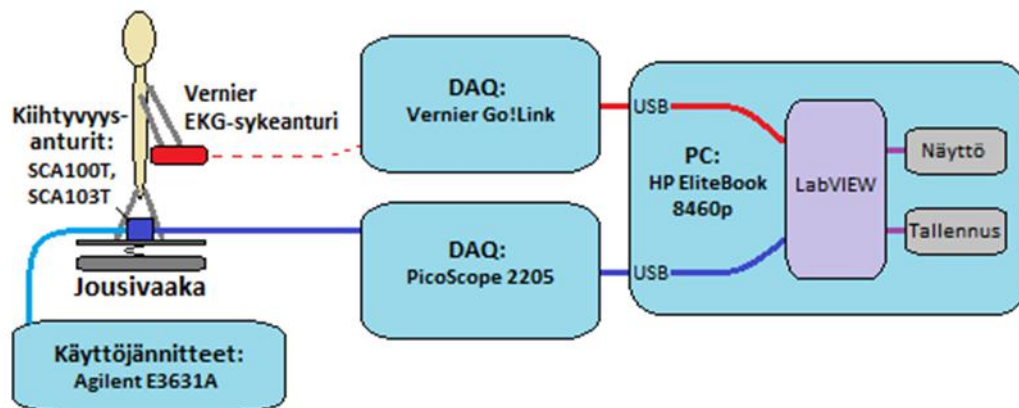 Kiihtyvyys-
anturit:
SCA100T,
SCA103T
Vernier
EKG-sykeanturi
Jousivaaka
Käyttöjännitteet:
Agilent E3631A
DAQ:
Vernier Go!Link
DAQ:
PicoScope 2205
USB
USB
PC:
HP EliteBook
8460p
LabVIEW
Näyttö
Tallennus